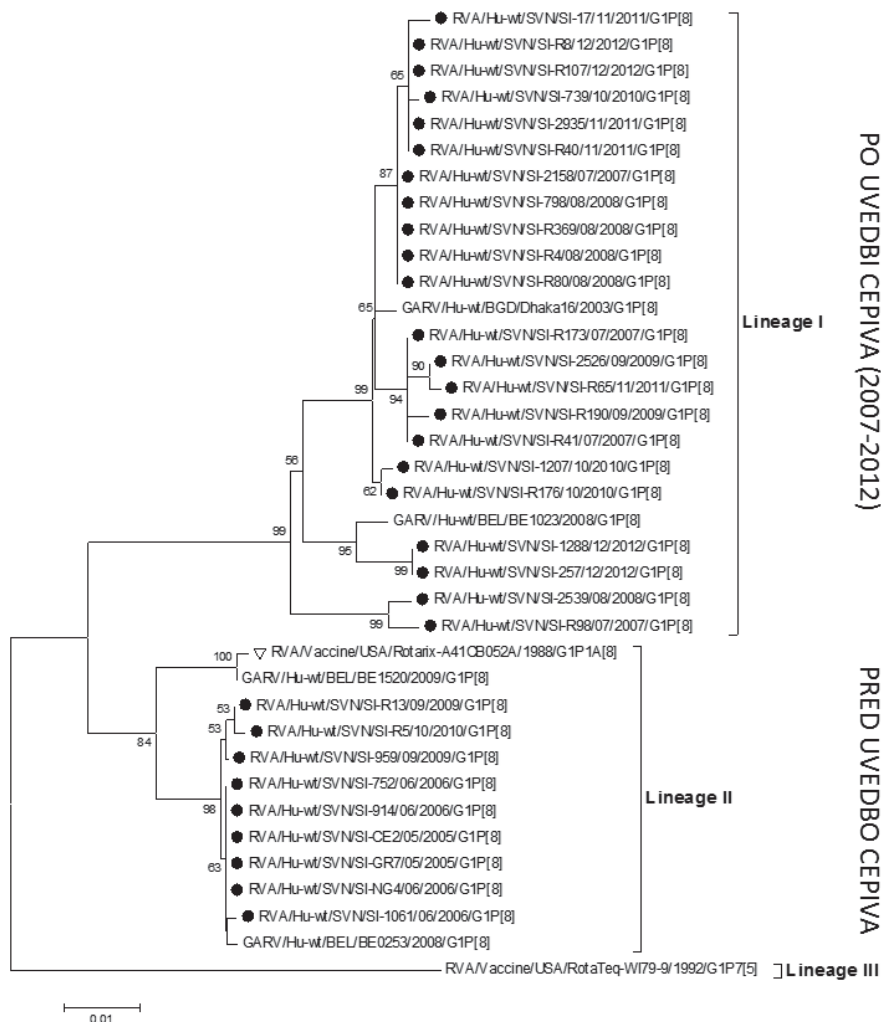 RVA/Hu-wt/SVN/SI-17/11/2011/G1P[8]
RVA/Hu-wt/SVN/SI-R8/12/2012/G1P[8]
RVA/Hu-wt/SVN/SI-R107/12/2012/G1P[8]
65
RVA/Hu-wt/SVN/SI-739/10/2010/G1P[8]
RVA/Hu-wt/SVN/SI-2935/11/2011/G1P[8]
RVA/Hu-wt/SVN/SI-R40/11/2011/G1P[8]
87
RVA/Hu-wt/SVN/SI-2158/07/2007/G1P[8]
RVA/Hu-wt/SVN/SI-798/08/2008/G1P[8]
RVA/Hu-wt/SVN/SI-R369/08/2008/G1P[8]
RVA/Hu-wt/SVN/SI-R4/08/2008/G1P[8]
RVA/Hu-wt/SVN/SI-R80/08/2008/G1P[8]
65
GARV/Hu-wt/BGD/Dhaka16/2003/G1P[8]
Lineage I
RVA/Hu-wt/SVN/SI-R173/07/2007/G1P[8]
90
RVA/Hu-wt/SVN/SI-2526/09/2009/G1P[8]
99
RVA/Hu-wt/SVN/SI-R65/11/2011/G1P[8]
94
RVA/Hu-wt/SVN/SI-R190/09/2009/G1P[8]
RVA/Hu-wt/SVN/SI-R41/07/2007/G1P[8]
56
RVA/Hu-wt/SVN/SI-1207/10/2010/G1P[8]
62
RVA/Hu-wt/SVN/SI-R176/10/2010/G1P[8]
GARV/Hu-wt/BEL/BE1023/2008/G1P[8]
99
95
RVA/Hu-wt/SVN/SI-1288/12/2012/G1P[8]
99
RVA/Hu-wt/SVN/SI-257/12/2012/G1P[8]
RVA/Hu-wt/SVN/SI-2539/08/2008/G1P[8]
99
RVA/Hu-wt/SVN/SI-R98/07/2007/G1P[8]
PO UVEDBI CEPIVA (2007-2012)
100
RVA/Vaccine/USA/Rotarix-A41CB052A/1988/G1P1A[8]
GARV/Hu-wt/BEL/BE1520/2009/G1P[8]
53
RVA/Hu-wt/SVN/SI-R13/09/2009/G1P[8]
53
RVA/Hu-wt/SVN/SI-R5/10/2010/G1P[8]
84
RVA/Hu-wt/SVN/SI-959/09/2009/G1P[8]
RVA/Hu-wt/SVN/SI-752/06/2006/G1P[8]
Lineage II
98
RVA/Hu-wt/SVN/SI-914/06/2006/G1P[8]
RVA/Hu-wt/SVN/SI-CE2/05/2005/G1P[8]
63
RVA/Hu-wt/SVN/SI-GR7/05/2005/G1P[8]
RVA/Hu-wt/SVN/SI-NG4/06/2006/G1P[8]
RVA/Hu-wt/SVN/SI-1061/06/2006/G1P[8]
GARV/Hu-wt/BEL/BE0253/2008/G1P[8]
PRED UVEDBO CEPIVA
RVA/Vaccine/USA/RotaTeq-WI79-9/1992/G1P7[5]
Lineage III
0.01